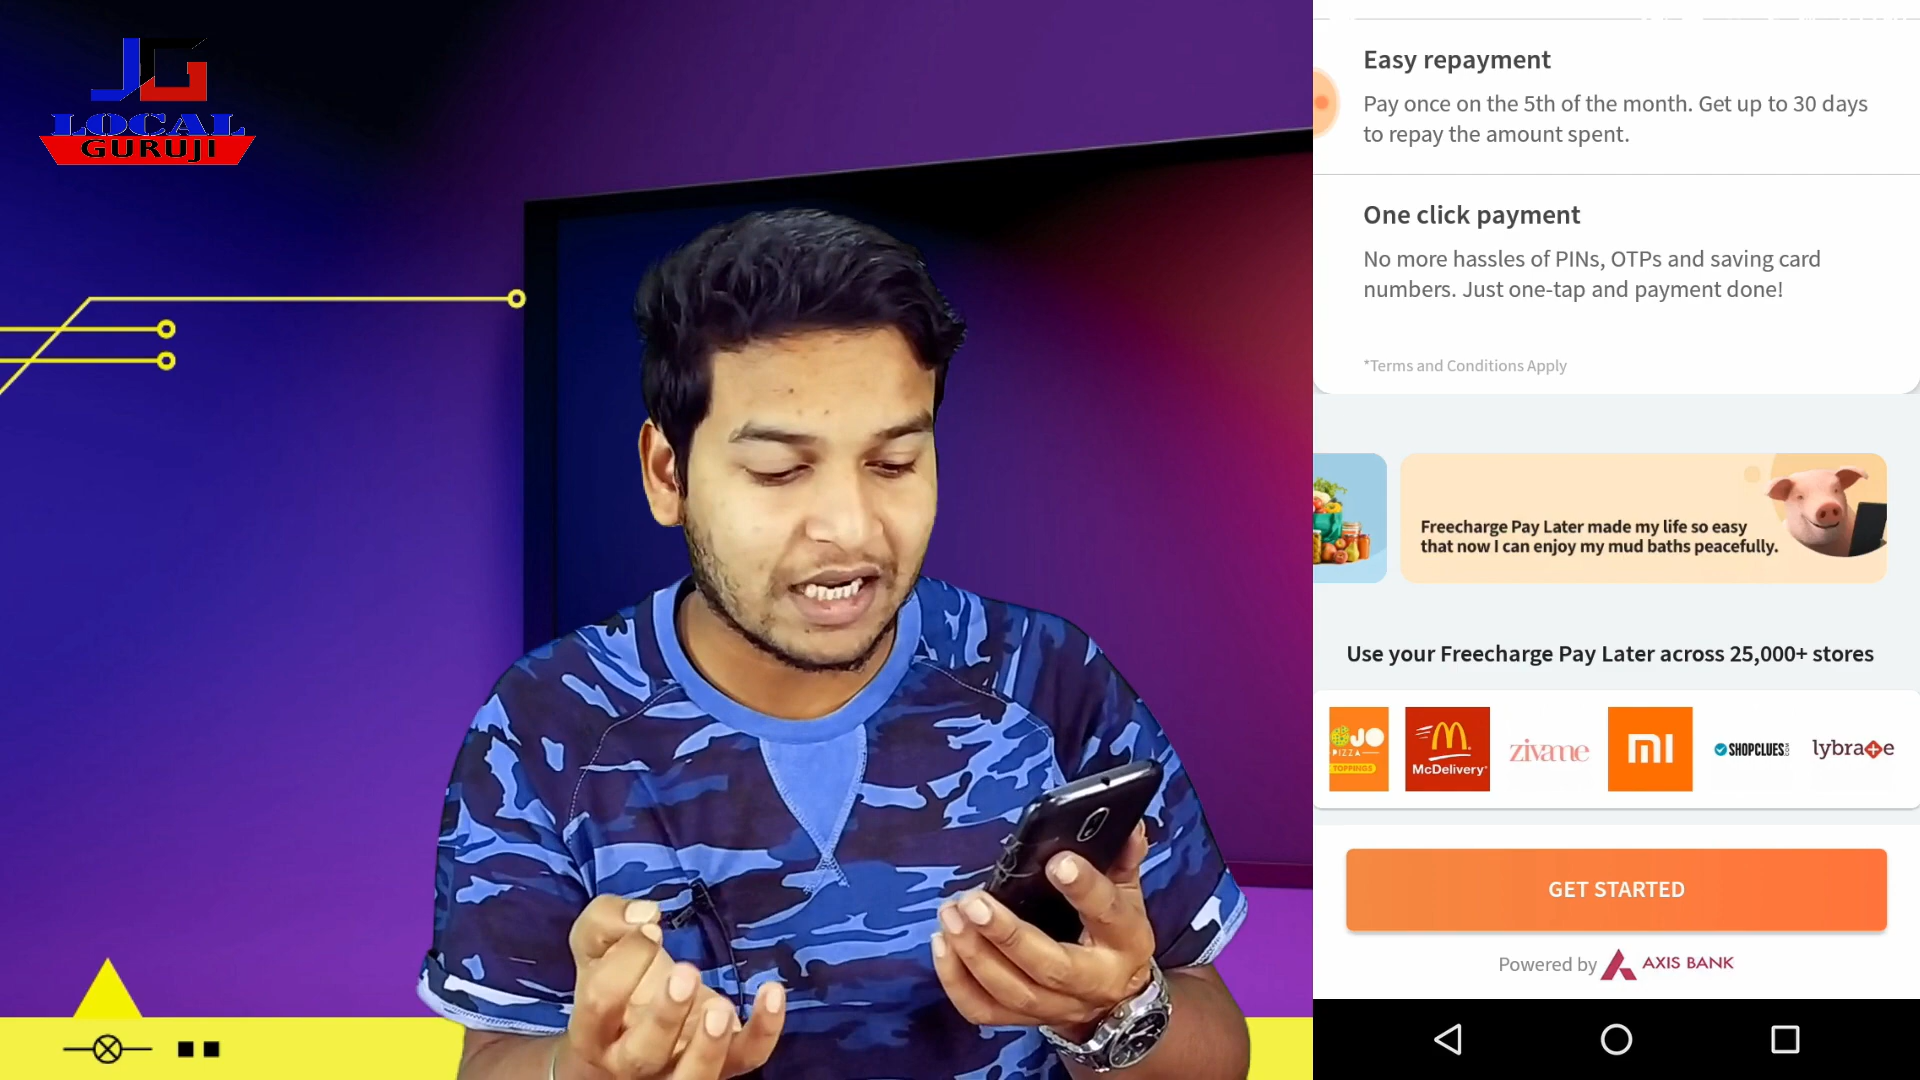 JG
LOCAL
GURUJI
Easy repayment
Pay once on the 5th of the month. Get up to 30 days
to repay the amount spent.
One click payment
No more hassles of PINs, OTPs and saving card
numbers. Just one-tap and payment done!
*Terms and Conditions Apply
Freecharge Pay Later made my life so easy
that now I can enjoy my mud baths peacefully.
Use your Freecharge Pay Later across 25,000+ stores
OJO
PIZZA
TOPPINGS
McDelivery
zivame
mi
SHOPCLUES
lybrate
GET STARTED
Powered by AXIS BANK